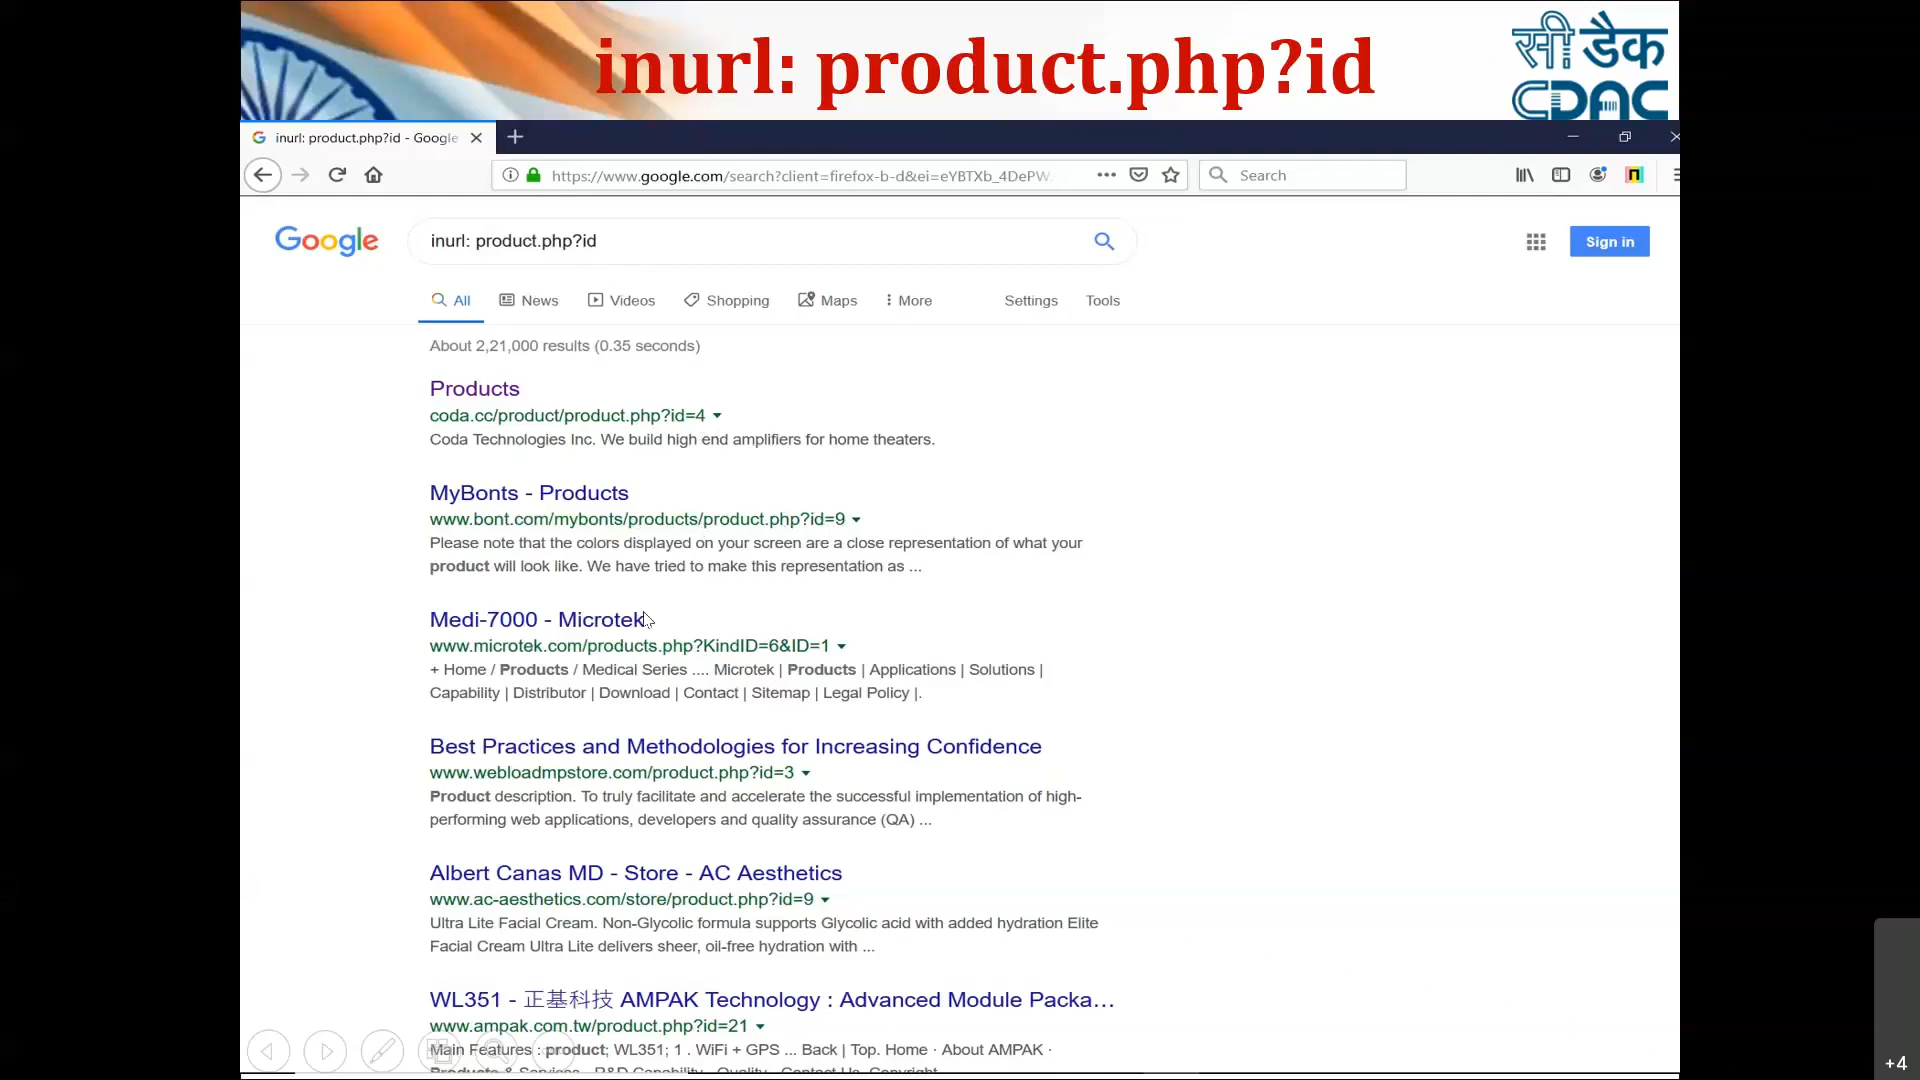 inurl: product.php?id
सी डैक
CDAC
inurl: product.php?id - Google
https://www.google.com/search?client=firefox-b-d&ei=eYBTXb_4DePW
Search
Google
inurl: product.php?id
Sign in
All
News
Videos
Shopping
Maps
More
Settings
Tools
About 2,21,000 results (0.35 seconds)
Products
coda.cc/product/product.php?id=4
Coda Technologies Inc. We build high end amplifiers for home theaters.
MyBonts - Products
www.bont.com/mybonts/products/product.php?id=9
Please note that the colors displayed on your screen are a close representation of what your
product will look like. We have tried to make this representation as ...
Medi-7000 - Microtek
www.microtek.com/products.php?KindID=6&ID=1
+ Home / Products / Medical Series .... Microtek | Products | Applications | Solutions |
Capability | Distributor | Download | Contact | Sitemap | Legal Policy |.
Best Practices and Methodologies for Increasing Confidence
www.webloadmpstore.com/product.php?id=3
Product description. To truly facilitate and accelerate the successful implementation of high-
performing web applications, developers and quality assurance (QA) ...
Albert Canas MD - Store - AC Aesthetics
www.ac-aesthetics.com/store/product.php?id=9
Ultra Lite Facial Cream. Non-Glycolic formula supports Glycolic acid with added hydration Elite
Facial Cream Ultra Lite delivers sheer, oil-free hydration with ...
WL351 - 正基科技 AMPAK Technology : Advanced Module Packa...
www.ampak.com.tw/product.php?id=21
Main Features : product; WL351; 1 . WiFi + GPS ... Back | Top. Home · About AMPAK ·
Products & Services · R&D Capability · Quality · Contact Us. Copyright
+4